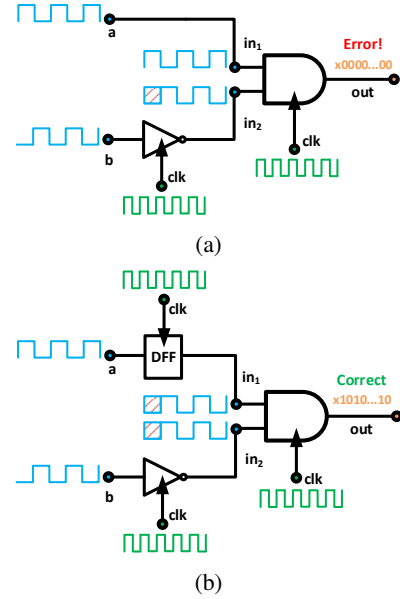 a
in₁
Error!
x0000...00
out
in₂
b
clk
clk
(a)
clk
DFF
a
in₁
Correct
x1010...10
out
in₂
b
clk
clk
(b)